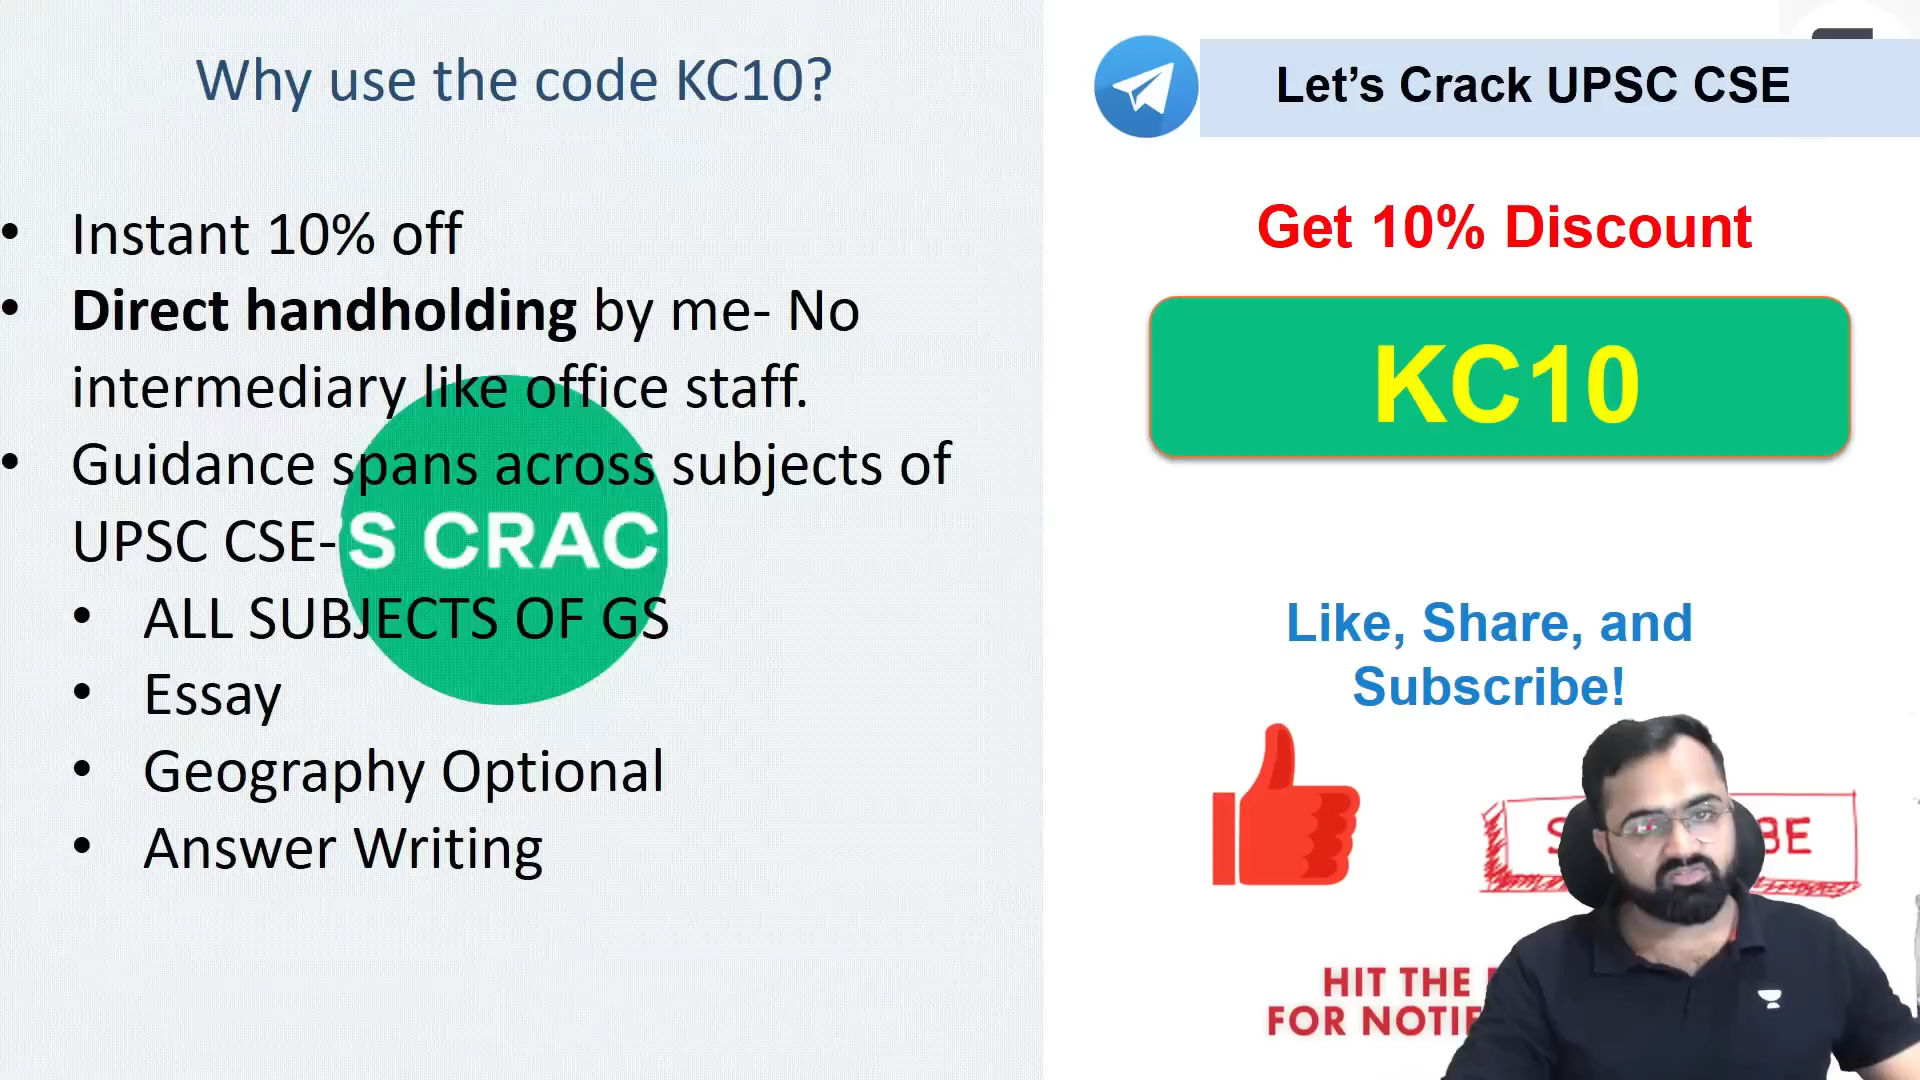 Why use the code KC10?
• Instant 10% off
• Direct handholding by me- No
intermediary like office staff.
• Guidance spans across subjects of
UPSC CSE-
• ALL SUBJECTS OF GS
• Essay
• Geography Optional
• Answer Writing
'S CRAC
Let’s Crack UPSC CSE
Get 10% Discount
KC10
Like, Share, and
Subscribe!
HIT THE
FOR